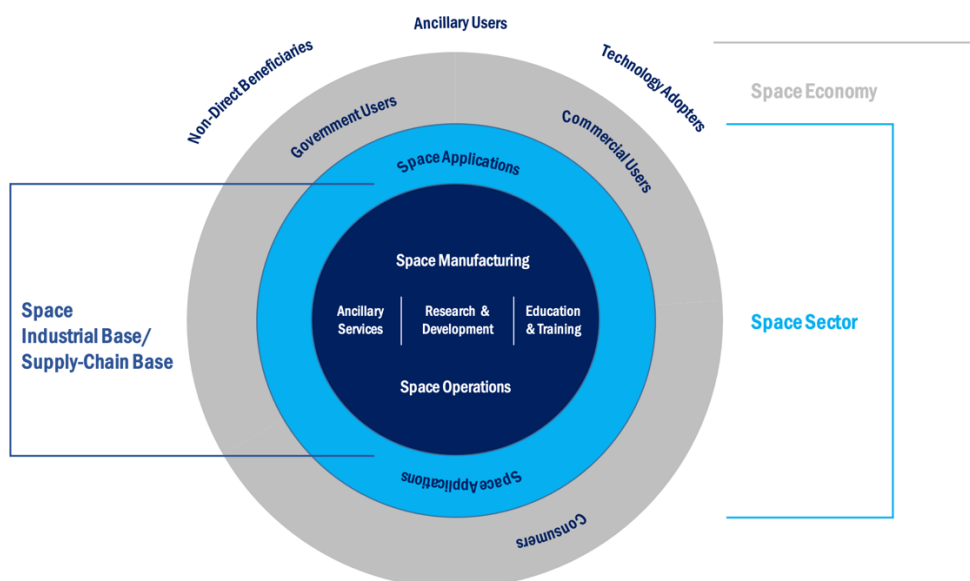 Ancillary Users
Non-Direct Beneficiaries
Technology Adopters
Government Users
Commercial Users
Space Economy
Space Applications
Space Manufacturing
Ancillary
Services
Research &
Development
Education
& Training
Space Operations
Space
Industrial Base/
Supply-Chain Base
Space Sector
Space Applications
Consumers